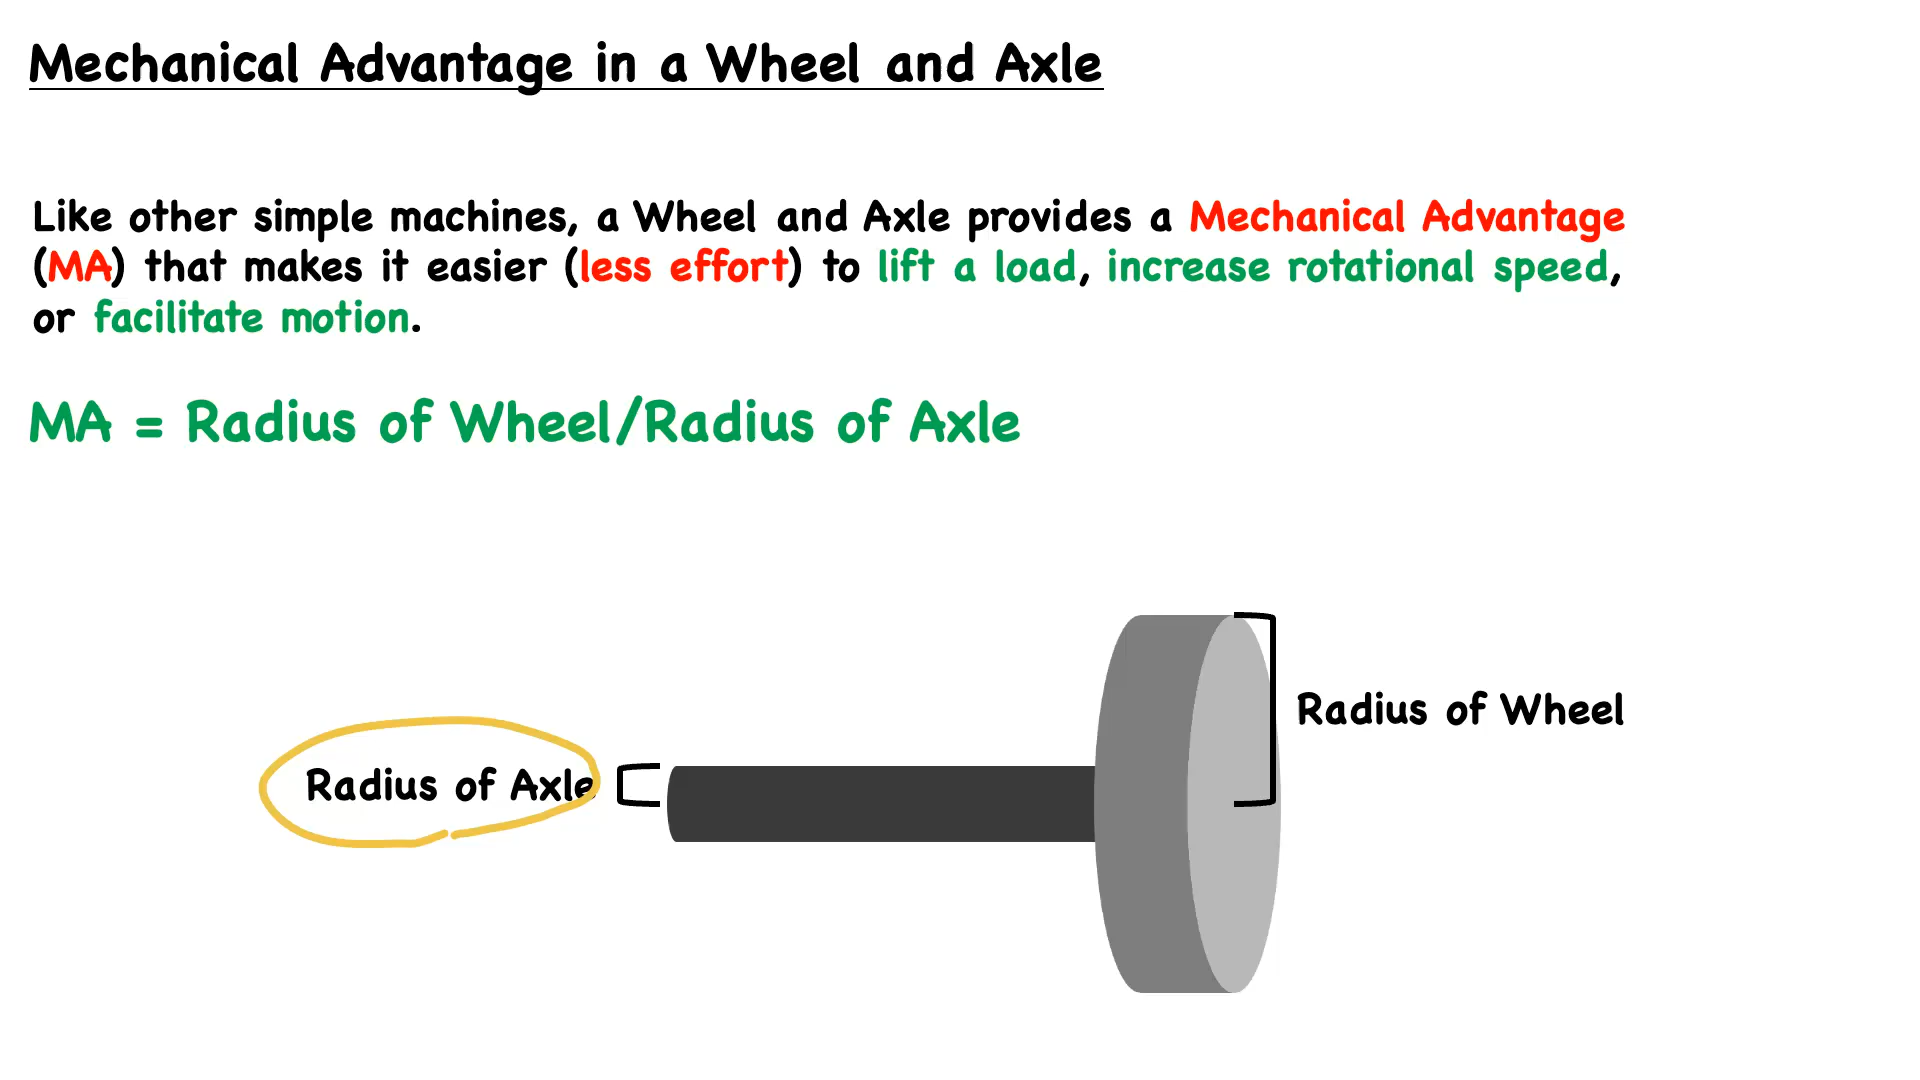 Mechanical Advantage in a Wheel and Axle
Like other simple machines, a Wheel and Axle provides a Mechanical Advantage
(MA) that makes it easier (less effort) to lift a load, increase rotational speed,
or facilitate motion.
MA = Radius of Wheel/Radius of Axle
Radius of Wheel
Radius of Axle